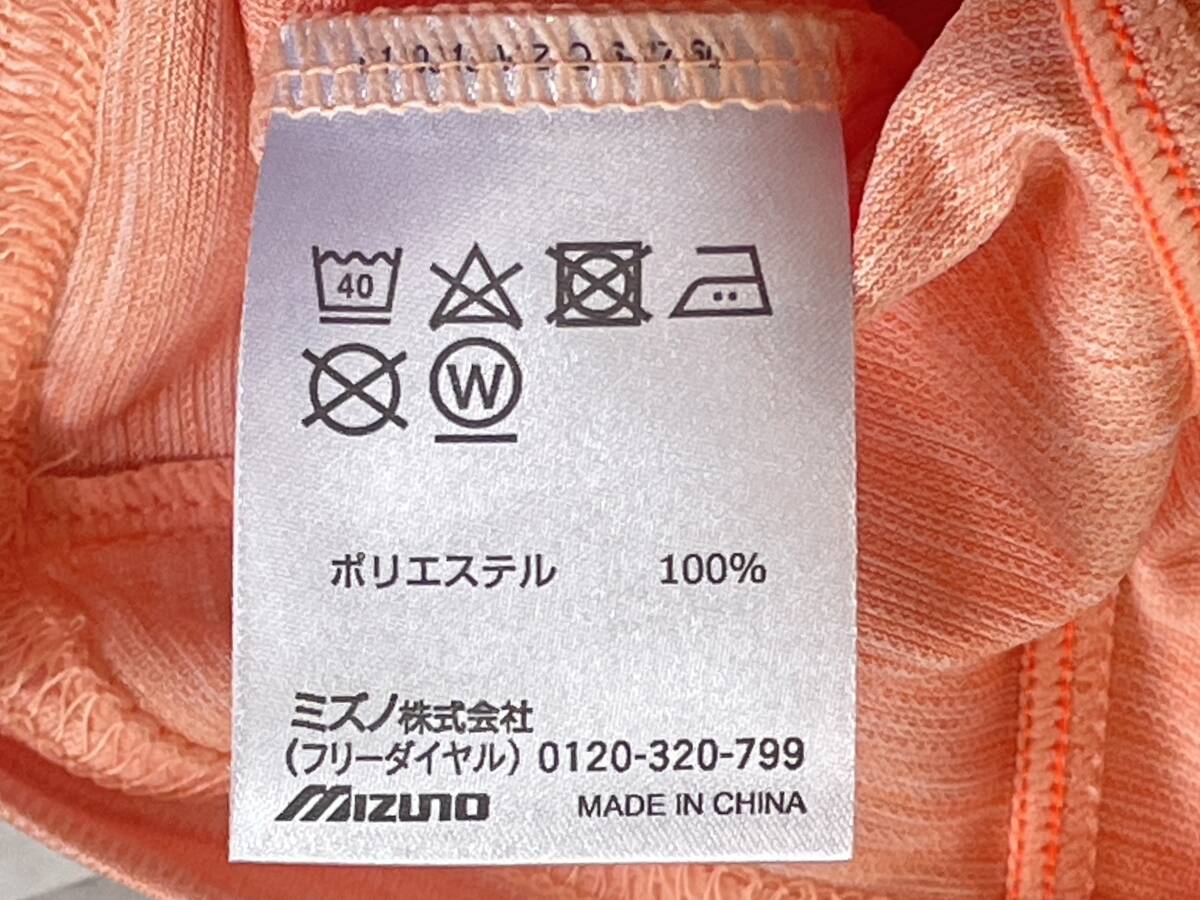 40
W
ポリエステル 100%
ミズノ株式会社
(フリーダイヤル) 0120-320-799
MIZUNO MADE IN CHINA